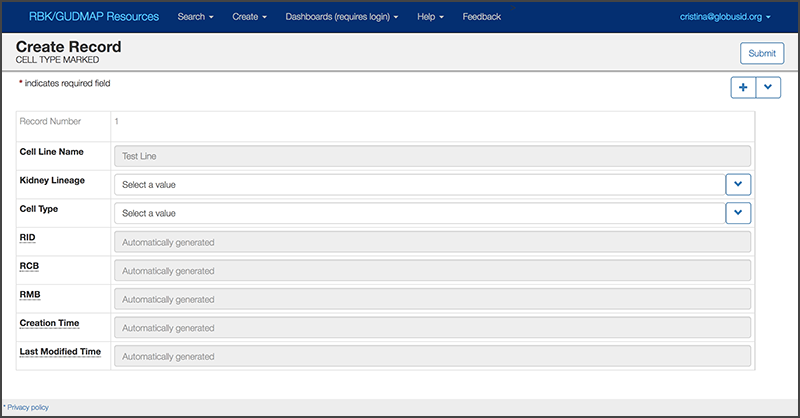 RBK/GUDMAP Resources Search Create Dashboards (requires login) Help Feedback cristina@globusid.org
Create Record
CELL TYPE MARKED
Submit
* indicates required field
Record Number 1
Cell Line Name Test Line
Kidney Lineage Select a value
Cell Type Select a value
RID Automatically generated
RCB Automatically generated
RMB Automatically generated
Creation Time Automatically generated
Last Modified Time Automatically generated
* Privacy policy